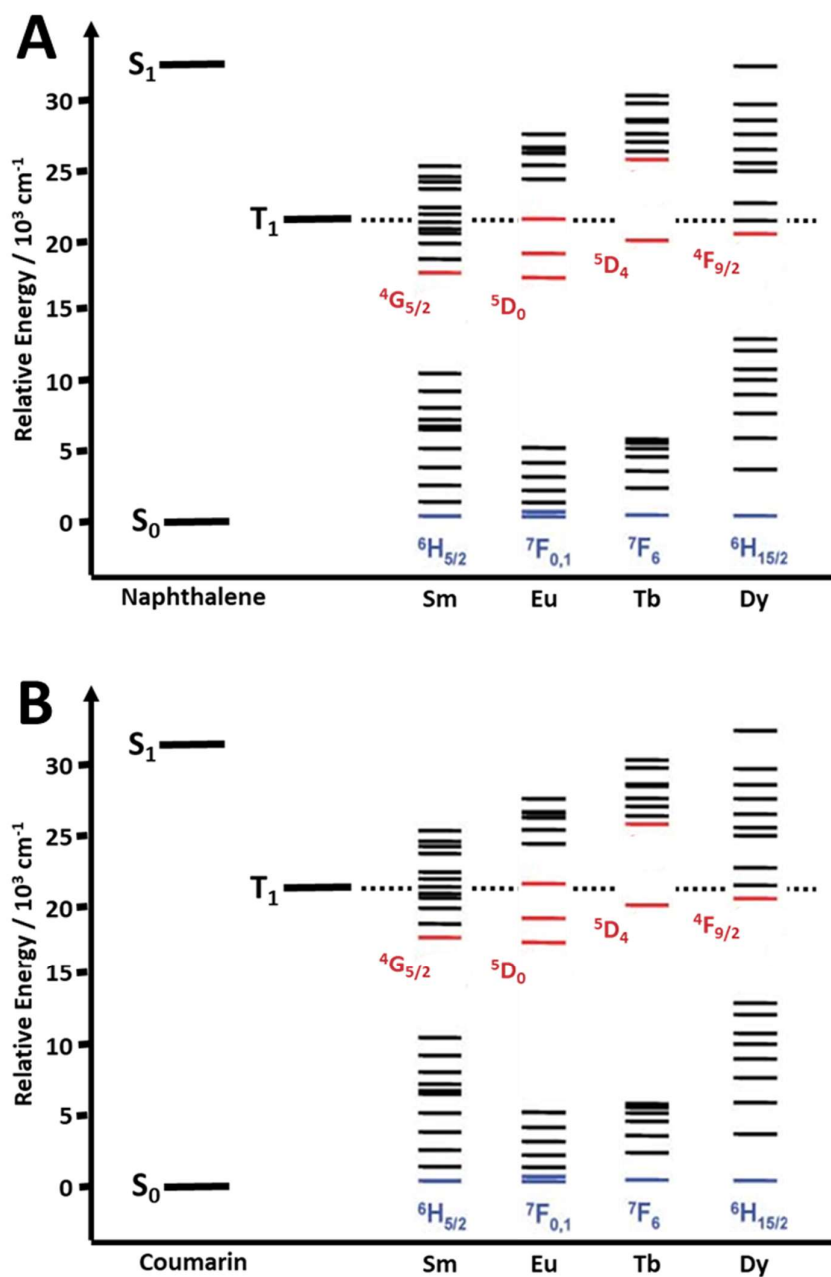 A
S₁
30
25
T₁
20
⁵D₄
⁴F₉/₂
⁴G₅/₂
⁵D₀
15
10
5
S₀
0
Relative Energy / 10³ cm⁻¹
⁶H₅/₂
⁷F₀,₁
⁷F₆
⁶H₁₅/₂
Naphthalene
Sm
Eu
Tb
Dy
B
S₁
30
25
T₁
20
⁵D₄
⁴F₉/₂
⁴G₅/₂
⁵D₀
15
10
5
S₀
0
Relative Energy / 10³ cm⁻¹
⁶H₅/₂
⁷F₀,₁
⁷F₆
⁶H₁₅/₂
Coumarin
Sm
Eu
Tb
Dy